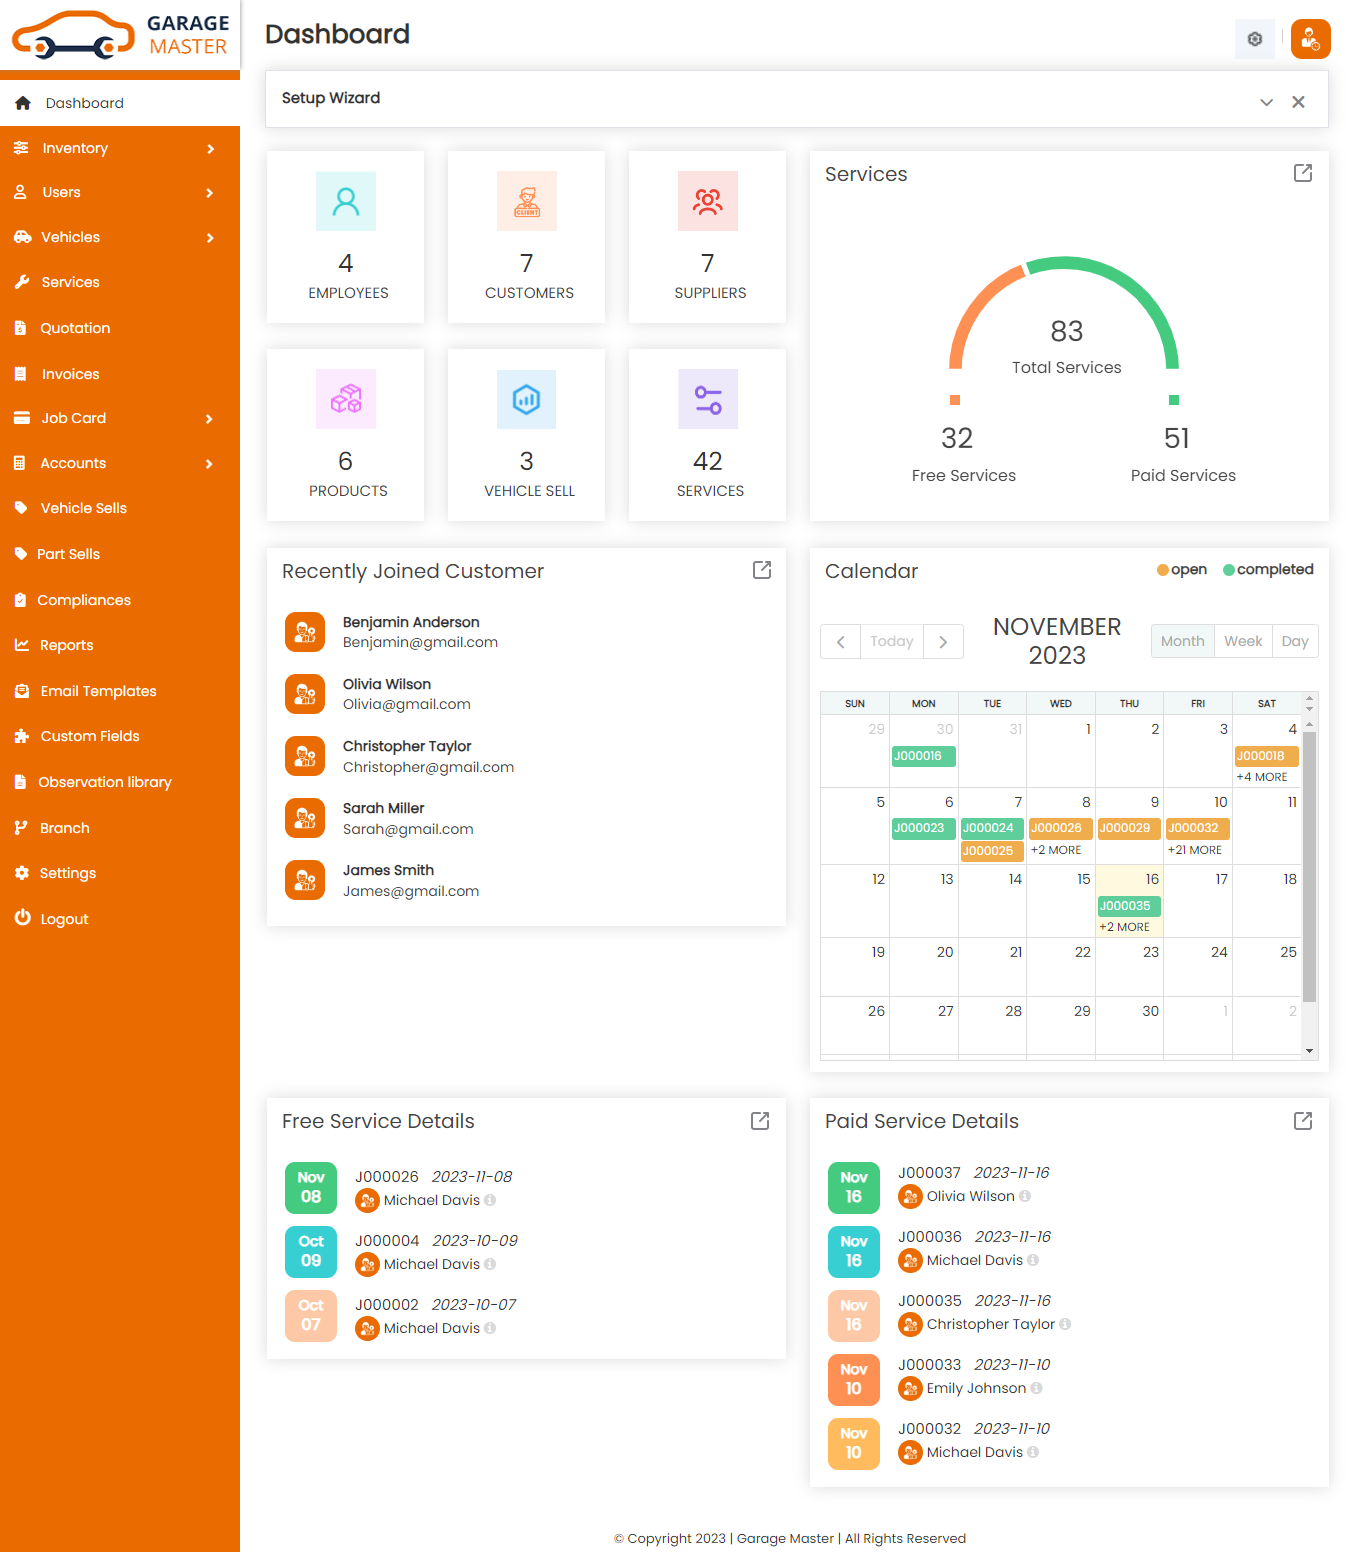 GARAGE
MASTER
Dashboard
Inventory
Users
Vehicles
Services
Quotation
Invoices
Job Card
Accounts
Vehicle Sells
Part Sells
Compliances
Reports
Email Templates
Custom Fields
Observation library
Branch
Settings
Logout
Dashboard
Setup Wizard
4
EMPLOYEES
CLIENT
7
CUSTOMERS
7
SUPPLIERS
6
PRODUCTS
3
VEHICLE SELL
42
SERVICES
Services
83
Total Services
32
Free Services
51
Paid Services
Recently Joined Customer
Benjamin Anderson
Benjamin@gmail.com
Olivia Wilson
Olivia@gmail.com
Christopher Taylor
Christopher@gmail.com
Sarah Miller
Sarah@gmail.com
James Smith
James@gmail.com
Calendar
open completed
Today
NOVEMBER
2023
Month Week Day
SUN MON TUE WED THU FRI SAT
29 30 31 1 2 3 4
J000016 J000018
+4 MORE
5 6 7 8 9 10 11
J000023 J000024 J000026 J000029 J000032
J000025 +2 MORE +21 MORE
12 13 14 15 16 17 18
J000035
+2 MORE
19 20 21 22 23 24 25
26 27 28 29 30 1 2
Free Service Details
Nov
08
J000026 2023-11-08
Michael Davis
Oct
09
J000004 2023-10-09
Michael Davis
Oct
07
J000002 2023-10-07
Michael Davis
Paid Service Details
Nov
16
J000037 2023-11-16
Olivia Wilson
Nov
16
J000036 2023-11-16
Michael Davis
Nov
16
J000035 2023-11-16
Christopher Taylor
Nov
10
J000033 2023-11-10
Emily Johnson
Nov
10
J000032 2023-11-10
Michael Davis
© Copyright 2023 | Garage Master | All Rights Reserved